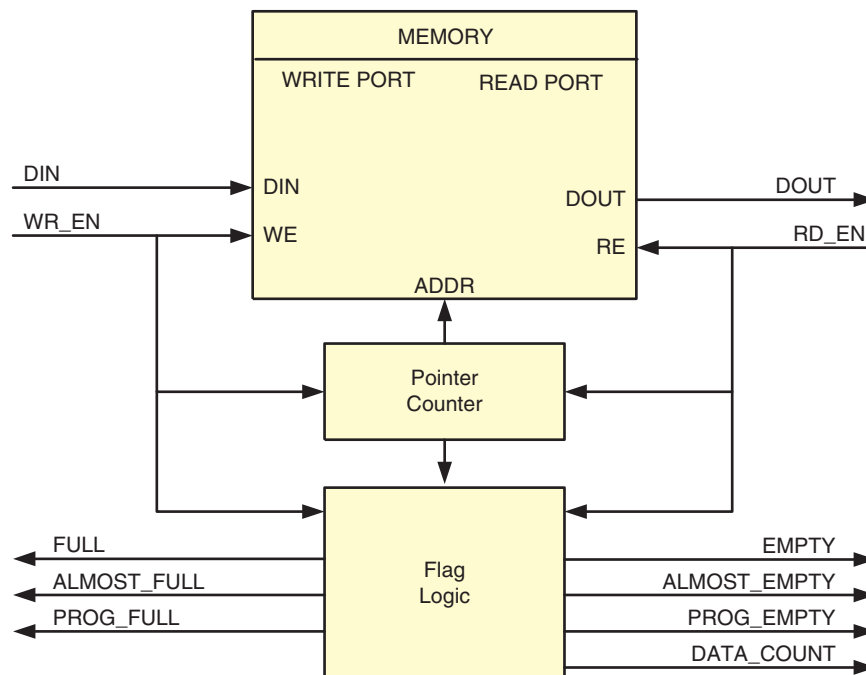 MEMORY
WRITE PORT READ PORT
DIN
DIN
DOUT
DOUT
WR_EN
WE
RE
RD_EN
ADDR
Pointer
Counter
FULL
EMPTY
Flag
Logic
ALMOST_FULL
ALMOST_EMPTY
PROG_FULL
PROG_EMPTY
DATA_COUNT